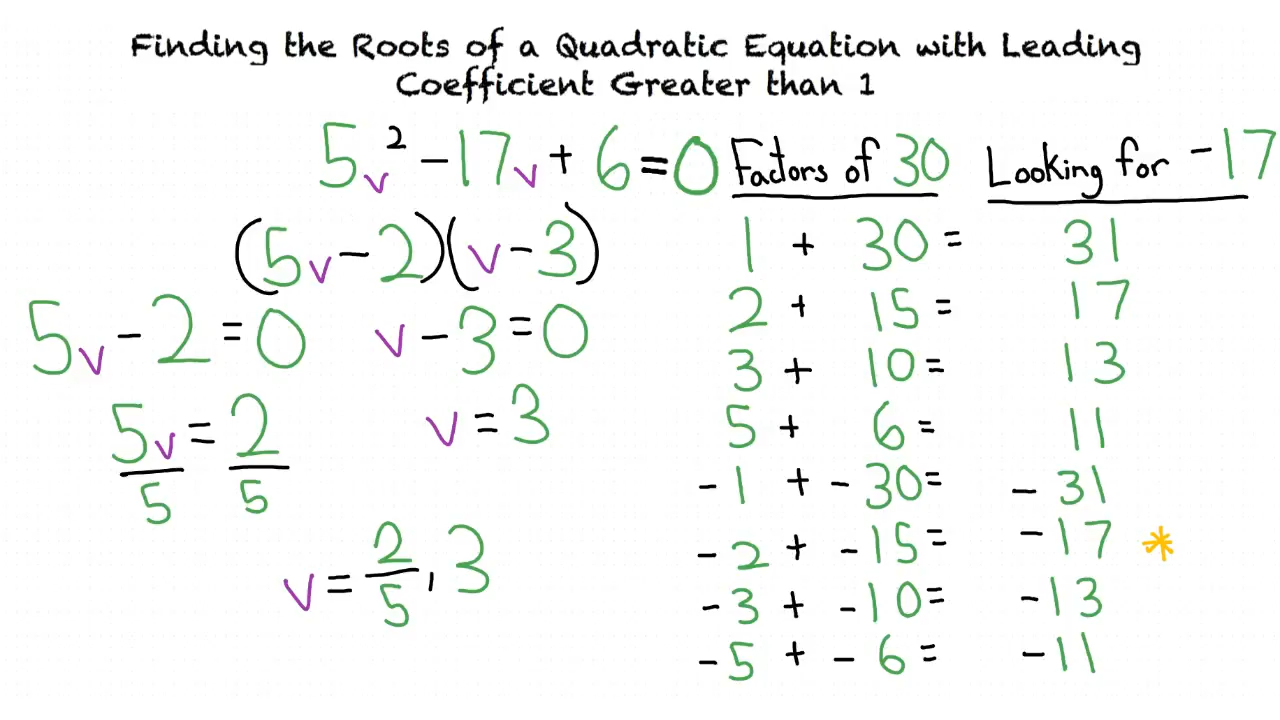 Finding the Roots of a Quadratic Equation with Leading
Coefficient Greater than 1
5v² - 17v + 6 = 0
(5v - 2)(v - 3)
5v - 2 = 0 v - 3 = 0
5v = 2 v = 3
5 5
v = 2/5, 3
Factors of 30 Looking for -17
1 + 30 = 31
2 + 15 = 17
3 + 10 = 13
5 + 6 = 11
-1 + -30 = -31
-2 + -15 = -17 *
-3 + -10 = -13
-5 + -6 = -11